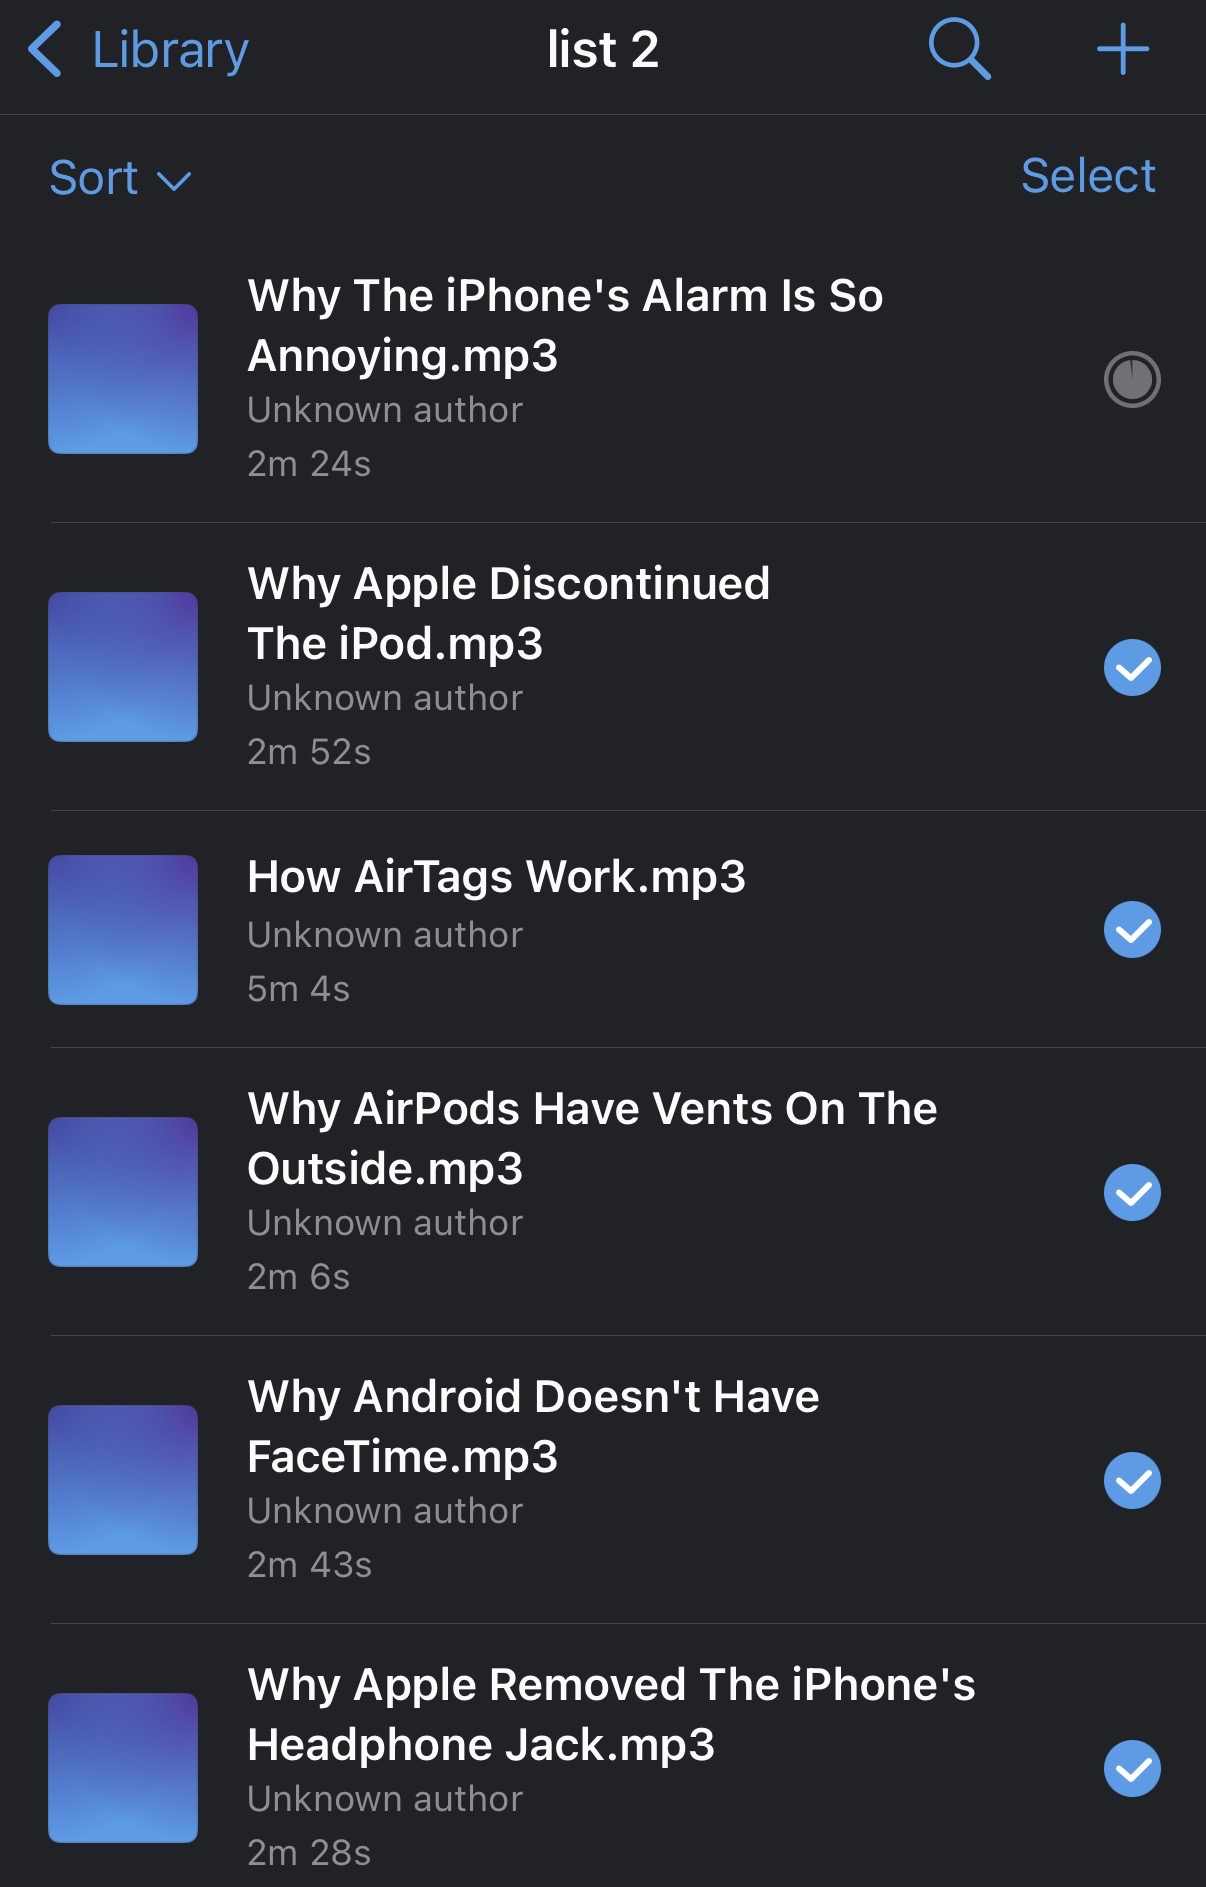 Library
list 2
Sort
Select
Why The iPhone's Alarm Is So
Annoying.mp3
Unknown author
2m 24s
Why Apple Discontinued
The iPod.mp3
Unknown author
2m 52s
How AirTags Work.mp3
Unknown author
5m 4s
Why AirPods Have Vents On The
Outside.mp3
Unknown author
2m 6s
Why Android Doesn't Have
FaceTime.mp3
Unknown author
2m 43s
Why Apple Removed The iPhone's
Headphone Jack.mp3
Unknown author
2m 28s